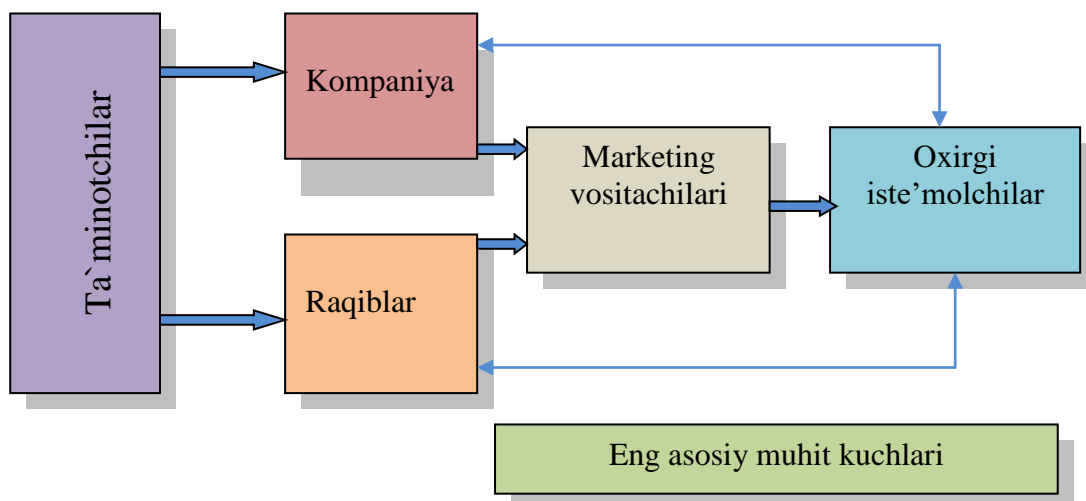 Ta`minotchilar
Kompaniya
Raqiblar
Marketing
vositachilari
Oxirgi
iste’molchilar
Eng asosiy muhit kuchlari